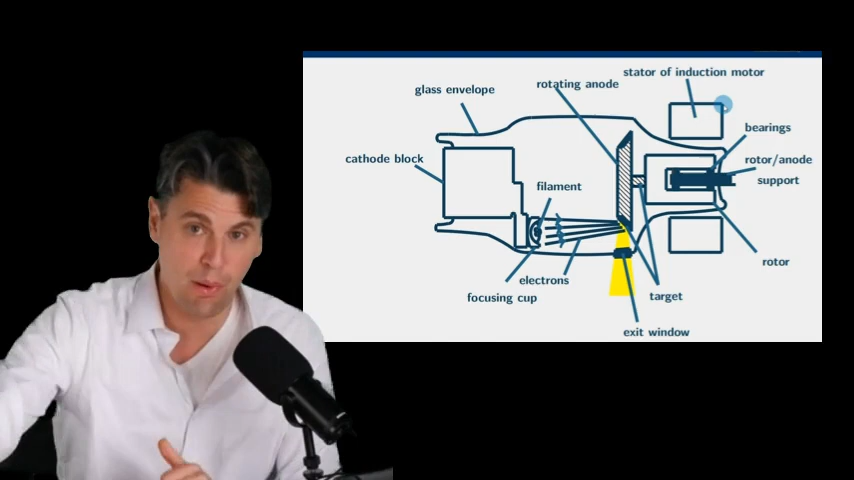 stator of induction motor
rotating anode
glass envelope
bearings
cathode block
rotor/anode
support
filament
rotor
electrons
target
focusing cup
exit window